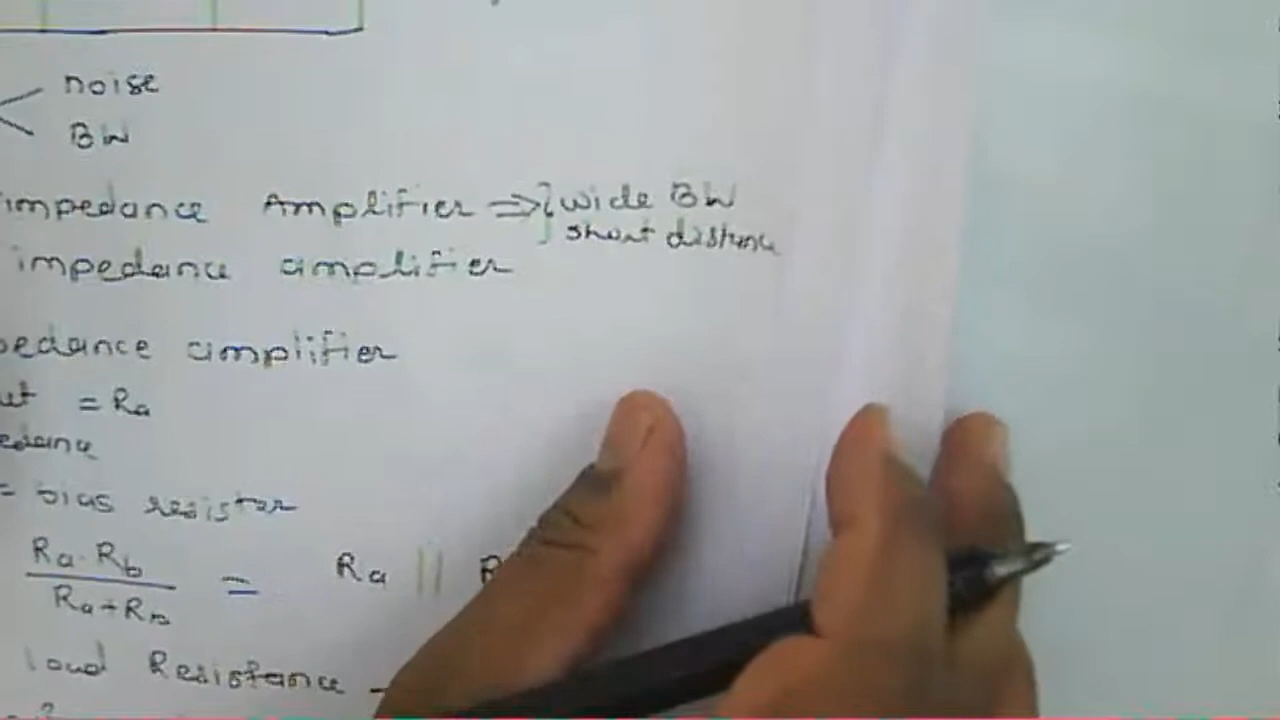 noise
BW
impedance Amplifier ⇒ { wide BW
short distance
impedance amplifier
pedance amplifier
ut = Ra
edance
= bias resister
Ra.Rb
Ra+Rb
= Ra || R
load Resistance -